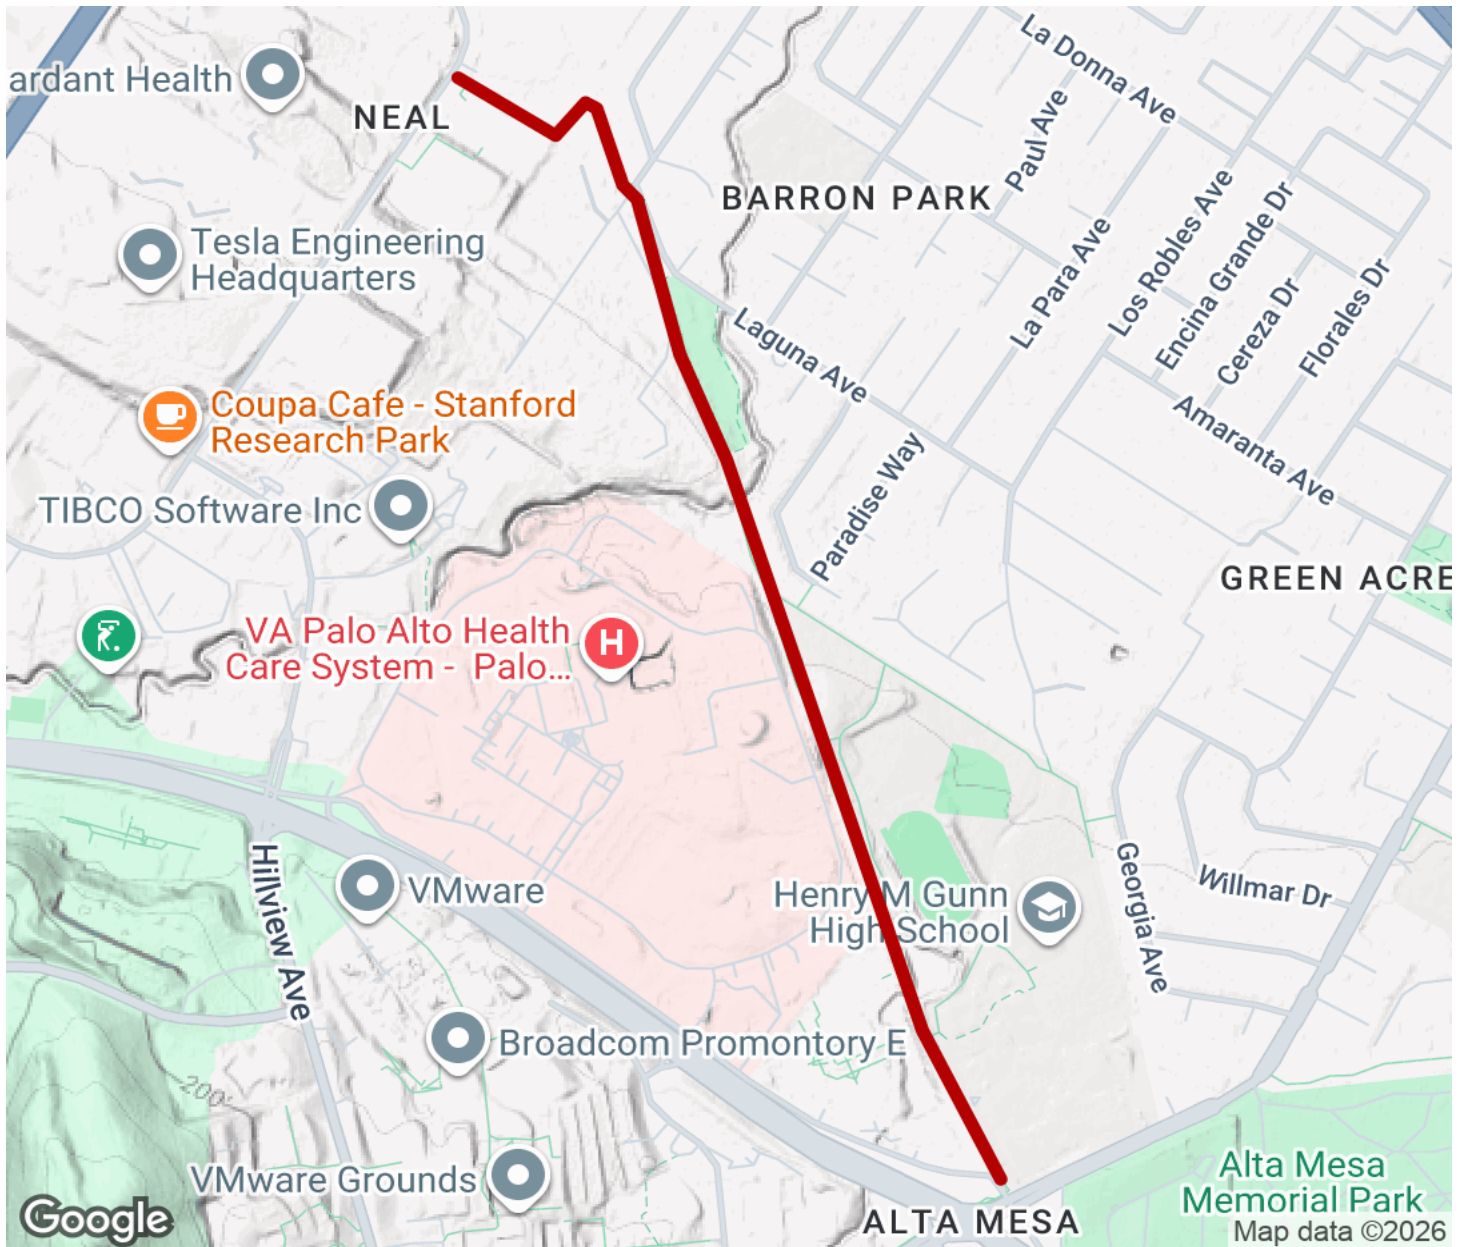 La Donna Ave
ardant Health
NEAL
Paul Ave
BARRON PARK
Los Robles Ave
Encina Grande Dr
Tesla Engineering
Headquarters
La Para Ave
Cereza Dr
Florales Dr
Laguna Ave
Coupa Cafe - Stanford
Research Park
Amaranta Ave
Paradise Way
TIBCO Software Inc
GREEN ACRE
VA Palo Alto Health
Care System - Palo...
H
Hillview Ave
VMware
Henry M Gunn
High School
Georgia Ave
Willmar Dr
Broadcom Promontory E
200
VMware Grounds
Alta Mesa
Memorial Park
Google
ALTA MESA
Map data ©2026